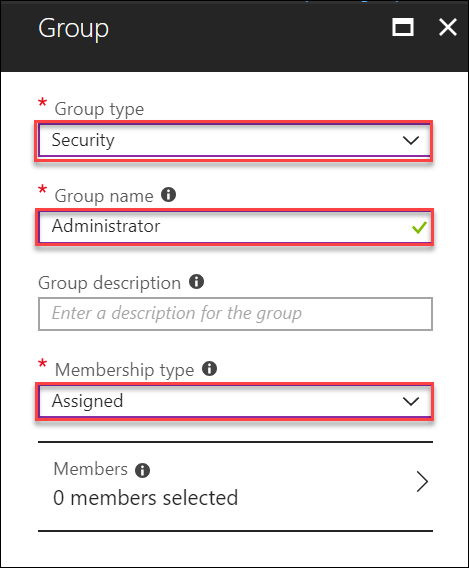 Group
* Group type
Security
* Group name
Administrator
Group description
Enter a description for the group
* Membership type
Assigned
Members
0 members selected